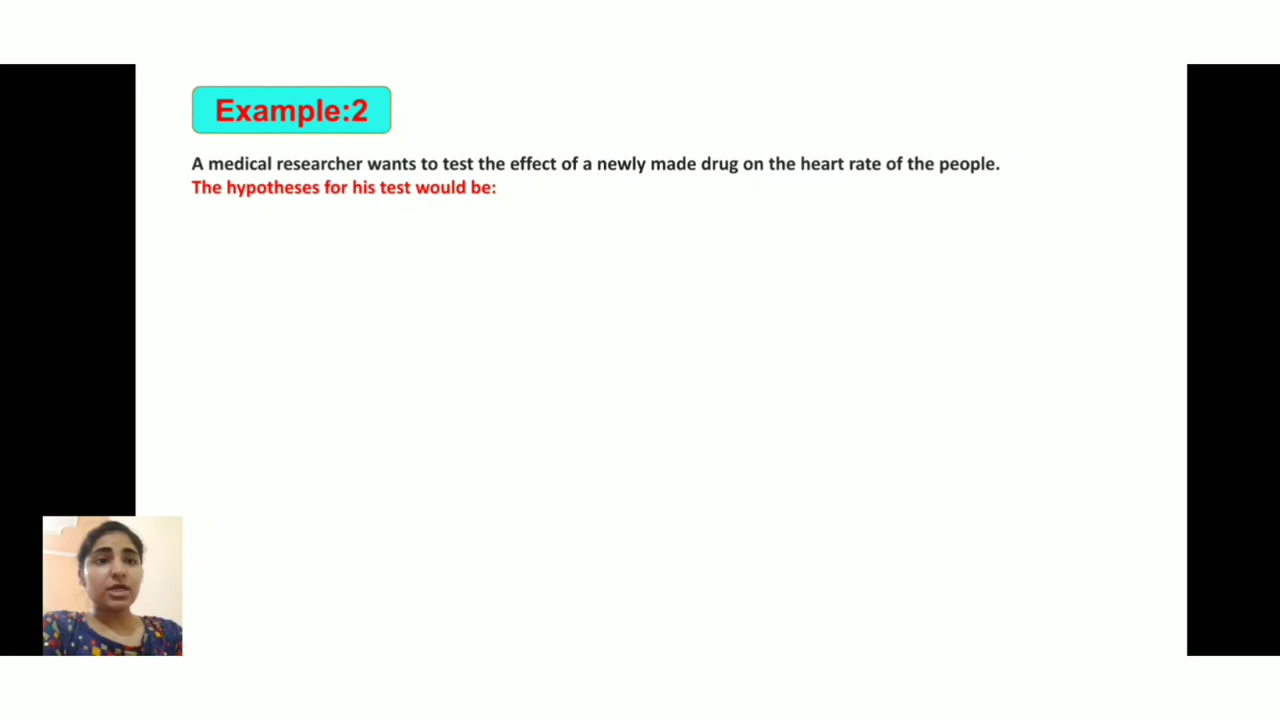 Example:2
A medical researcher wants to test the effect of a newly made drug on the heart rate of the people.
The hypotheses for his test would be: